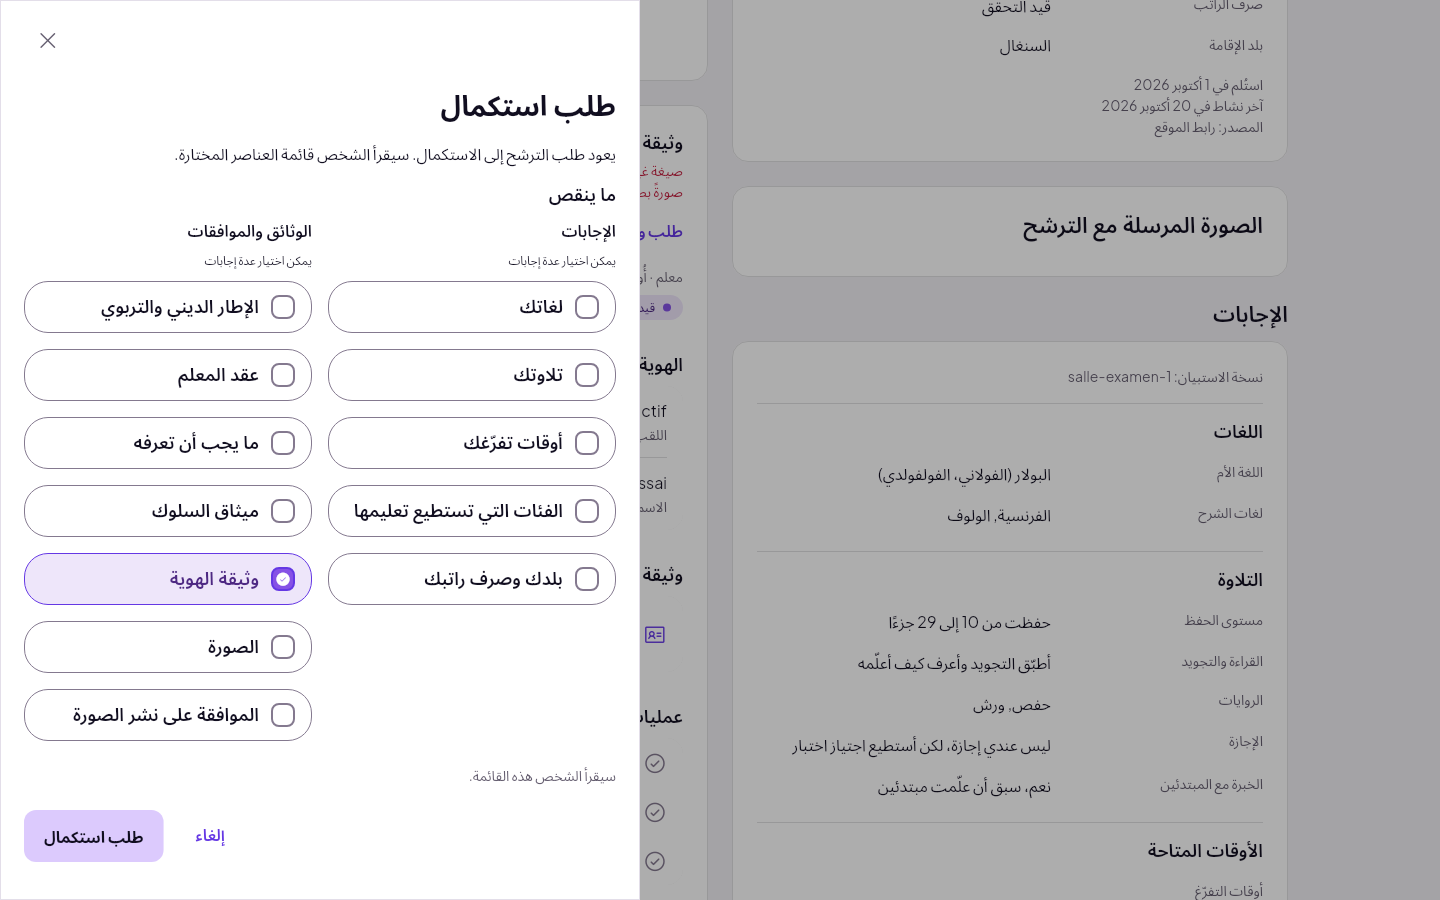 طلب استكمال
يعود طلب الترشح إلى الاستكمال. سيقرأ الشخص قائمة العناصر المختارة.
ما ينقص
الإجابات
يمكن اختيار عدة إجابات
لغاتك
تلاوتك
أوقات تفرّغك
الفئات التي تستطيع تعليمها
بلدك وصرف راتبك
الوثائق والموافقات
يمكن اختيار عدة إجابات
الإطار الديني والتربوي
عقد المعلم
ما يجب أن تعرفه
ميثاق السلوك
وثيقة الهوية
الصورة
الموافقة على نشر الصورة
سيقرأ الشخص هذه القائمة.
إلغاء
طلب استكمال
صرف الراتب
قيد التحقق
بلد الإقامة
السنغال
استُلم في 1 أكتوبر 2026
آخر نشاط في 20 أكتوبر 2026
المصدر: رابط الموقع
الصورة المرسلة مع الترشح
الإجابات
نسخة الاستبيان: salle-examen-1
اللغات
اللغة الأم
البولار (الفولاني، الفولفولدي)
لغات الشرح
الفرنسية, الولوف
التلاوة
مستوى الحفظ
حفظت من 10 إلى 29 جزءًا
القراءة والتجويد
أطبّق التجويد وأعرف كيف أعلّمه
الروايات
حفص, ورش
الإجازة
ليس عندي إجازة، لكن أستطيع اجتياز اختبار
الخبرة مع المبتدئين
نعم، سبق أن علّمت مبتدئين
الأوقات المتاحة
أوقات التفرّغ
وثيقة
صيغة
صورةً
طلب
معلم ·
الهوية
وثيقة